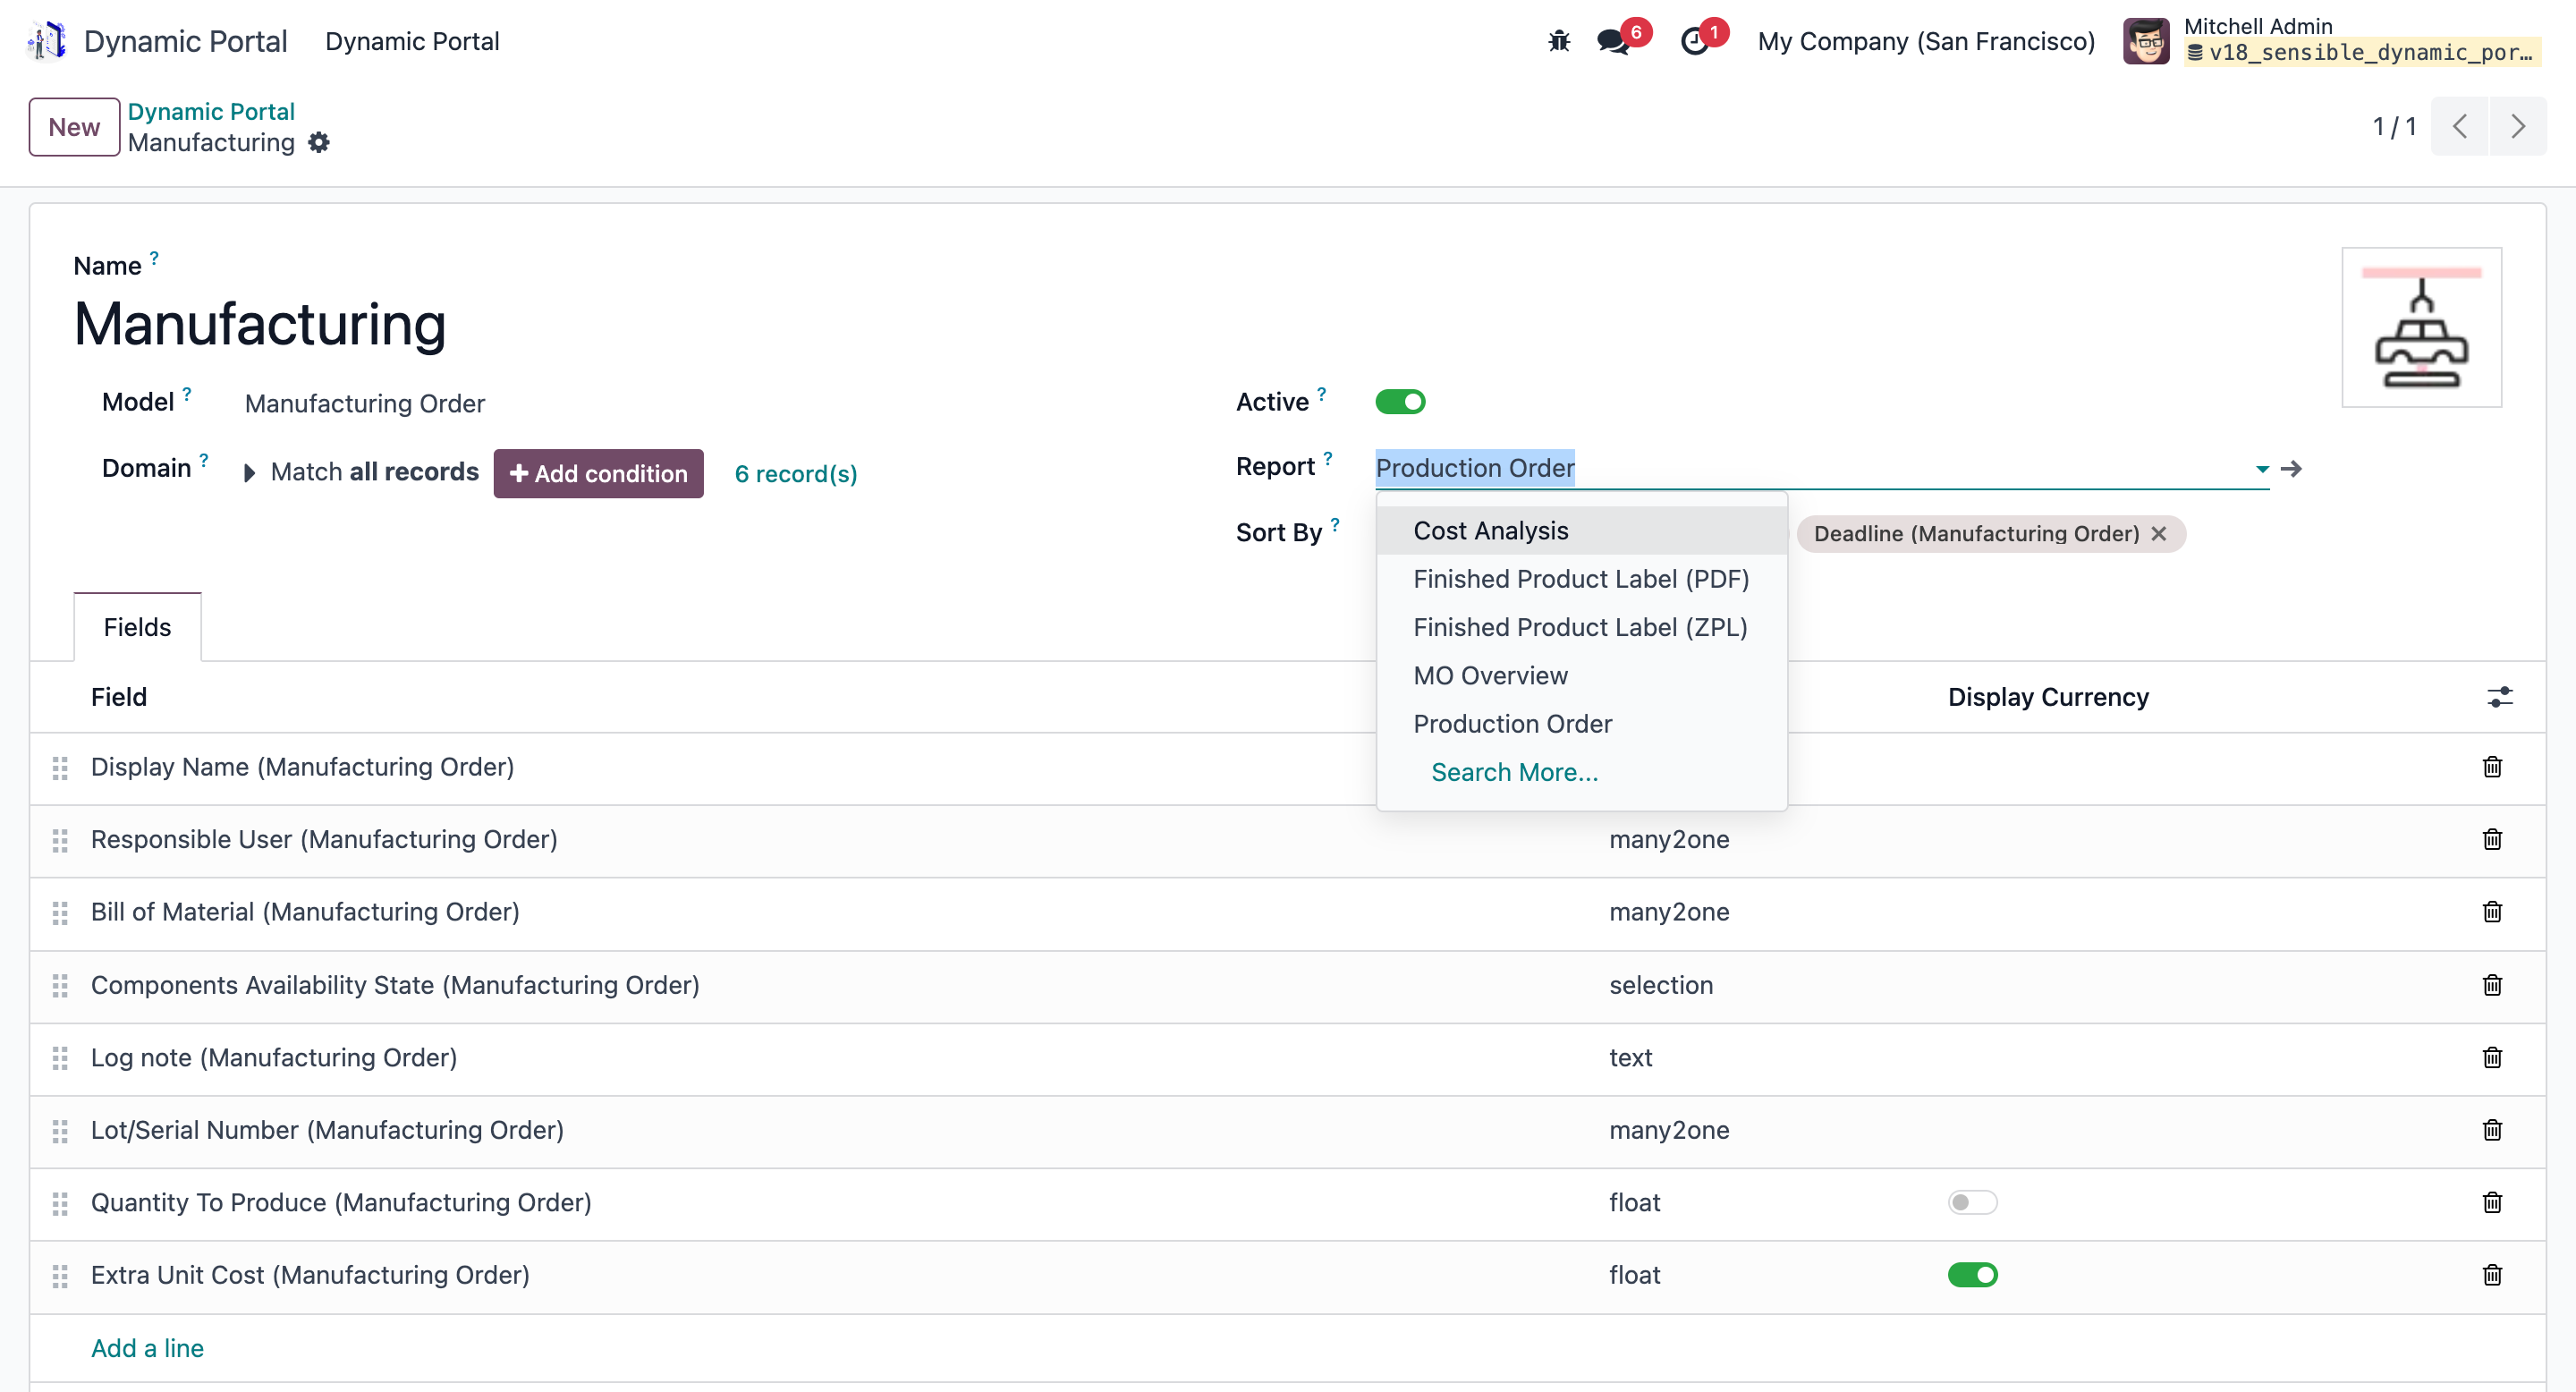 Dynamic Portal Dynamic Portal 6 1 My Company (San Francisco) Mitchell Admin
v18_sensible_dynamic_por...
New Dynamic Portal
Manufacturing 1 / 1
Name ?
Manufacturing
Model ? Manufacturing Order Active ?
Domain ? Match all records Add condition 6 record(s) Report ? Production Order
Sort By ? Deadline (Manufacturing Order)
Cost Analysis
Finished Product Label (PDF)
Finished Product Label (ZPL)
MO Overview
Production Order
Search More...
Fields
Field Display Currency
Display Name (Manufacturing Order)
Responsible User (Manufacturing Order) many2one
Bill of Material (Manufacturing Order) many2one
Components Availability State (Manufacturing Order) selection
Log note (Manufacturing Order) text
Lot/Serial Number (Manufacturing Order) many2one
Quantity To Produce (Manufacturing Order) float
Extra Unit Cost (Manufacturing Order) float
Add a line